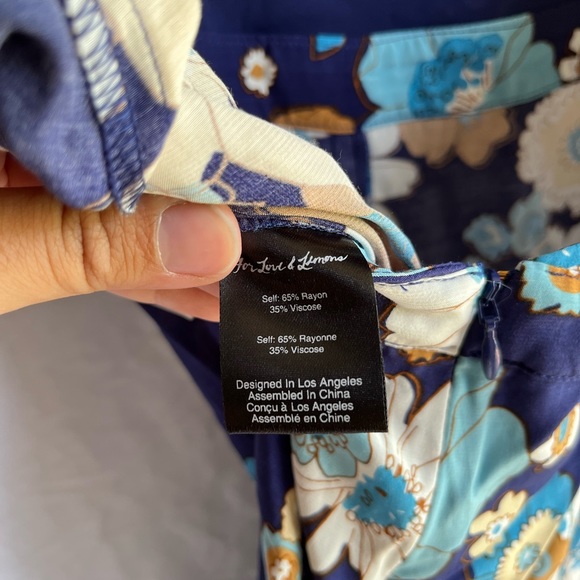 for Love & Lemons
Self: 65% Rayon
35% Viscose
Self: 65% Rayonne
35% Viscose
Designed In Los Angeles
Assembled In China
Conçu à Los Angeles
Assemblé en Chine